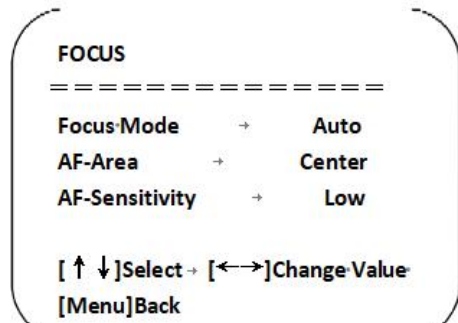 FOCUS
===============
Focus Mode → Auto
AF-Area → Center
AF-Sensitivity → Low
[ ↑ ↓ ]Select → [←→]Change Value
[Menu]Back